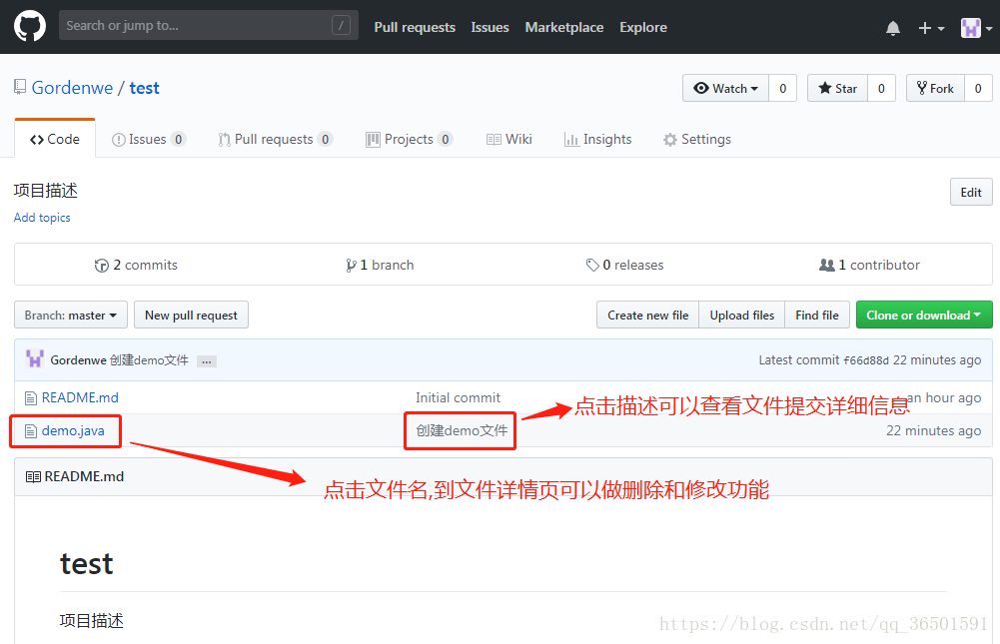 Search or jump to... / Pull requests Issues Marketplace Explore
Gordenwe / test Watch 0 Star 0 Fork 0
Code Issues 0 Pull requests 0 Projects 0 Wiki Insights Settings
项目描述 Edit
Add topics
2 commits 1 branch 0 releases 1 contributor
Branch: master New pull request Create new file Upload files Find file Clone or download
Gordenwe 创建demo文件 ... Latest commit f66d88d 22 minutes ago
README.md Initial commit an hour ago
点击描述可以查看文件提交详细信息
demo.java 创建demo文件 22 minutes ago
README.md
点击文件名,到文件详情页可以做删除和修改功能
test
项目描述
https://blog.csdn.net/qq_36501591